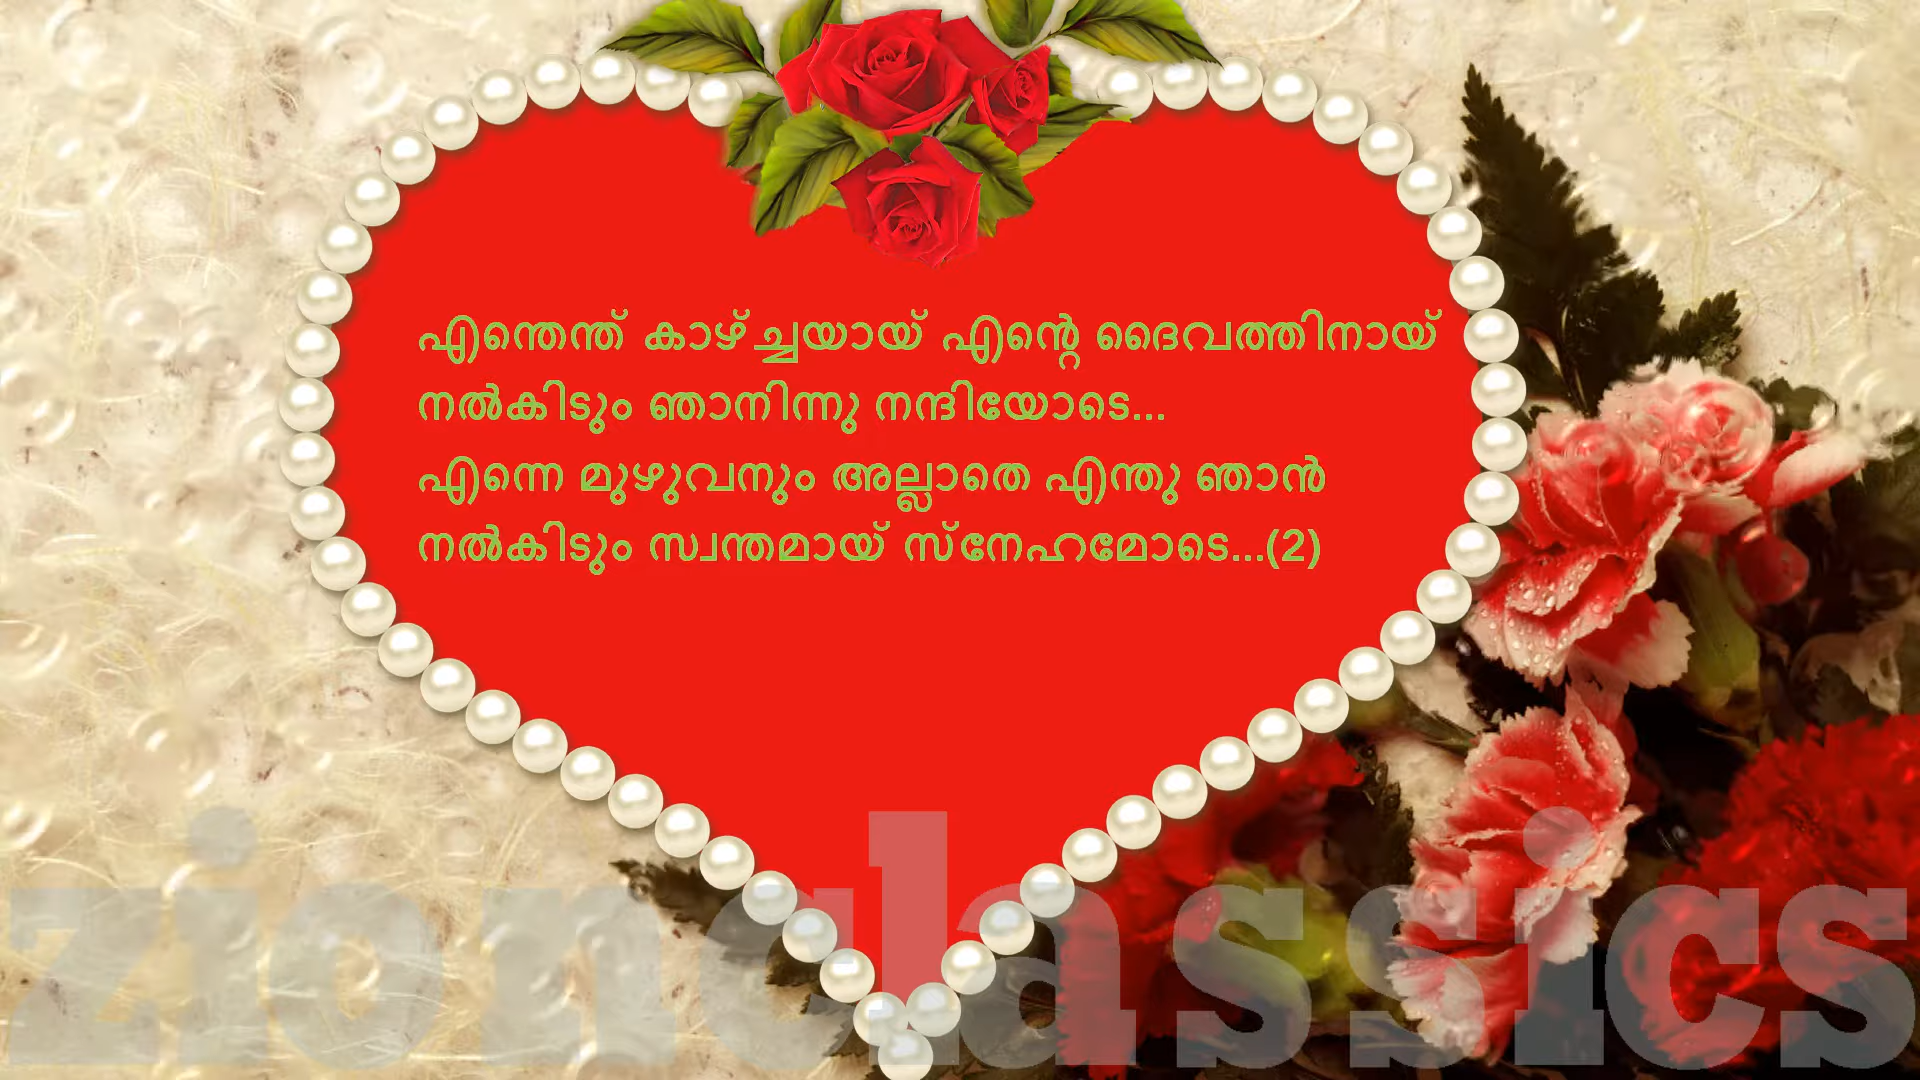 എന്തെന്ത് കാഴ്ച്ചയായ് എന്റെ ദൈവത്തിനായ്
നൽകിടും ഞാനിന്നു നന്ദിയോടെ...
എന്നെ മുഴുവനും അല്ലാതെ എന്തു ഞാൻ
നൽകിടും സ്വന്തമായ് സ്നേഹമോടെ...(2)
zionclassics